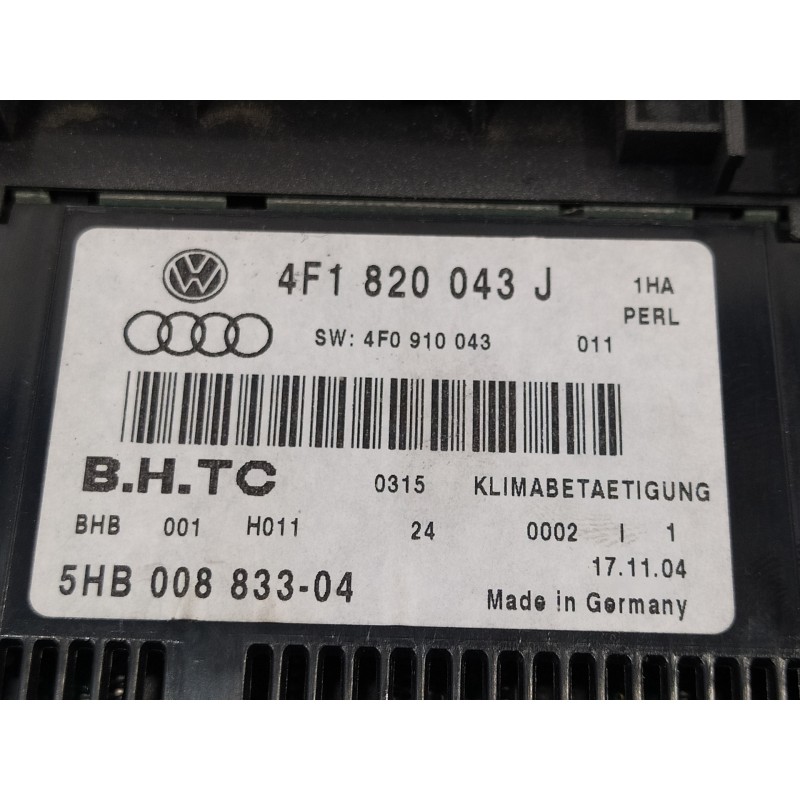 4F1 820 043 J 1HA
PERL
SW: 4F0 910 043 011
B.H.TC 0315 KLIMABETAETIGUNG
BHB 001 H011 24 0002 I 1
17.11.04
5HB 008 833-04 Made in Germany